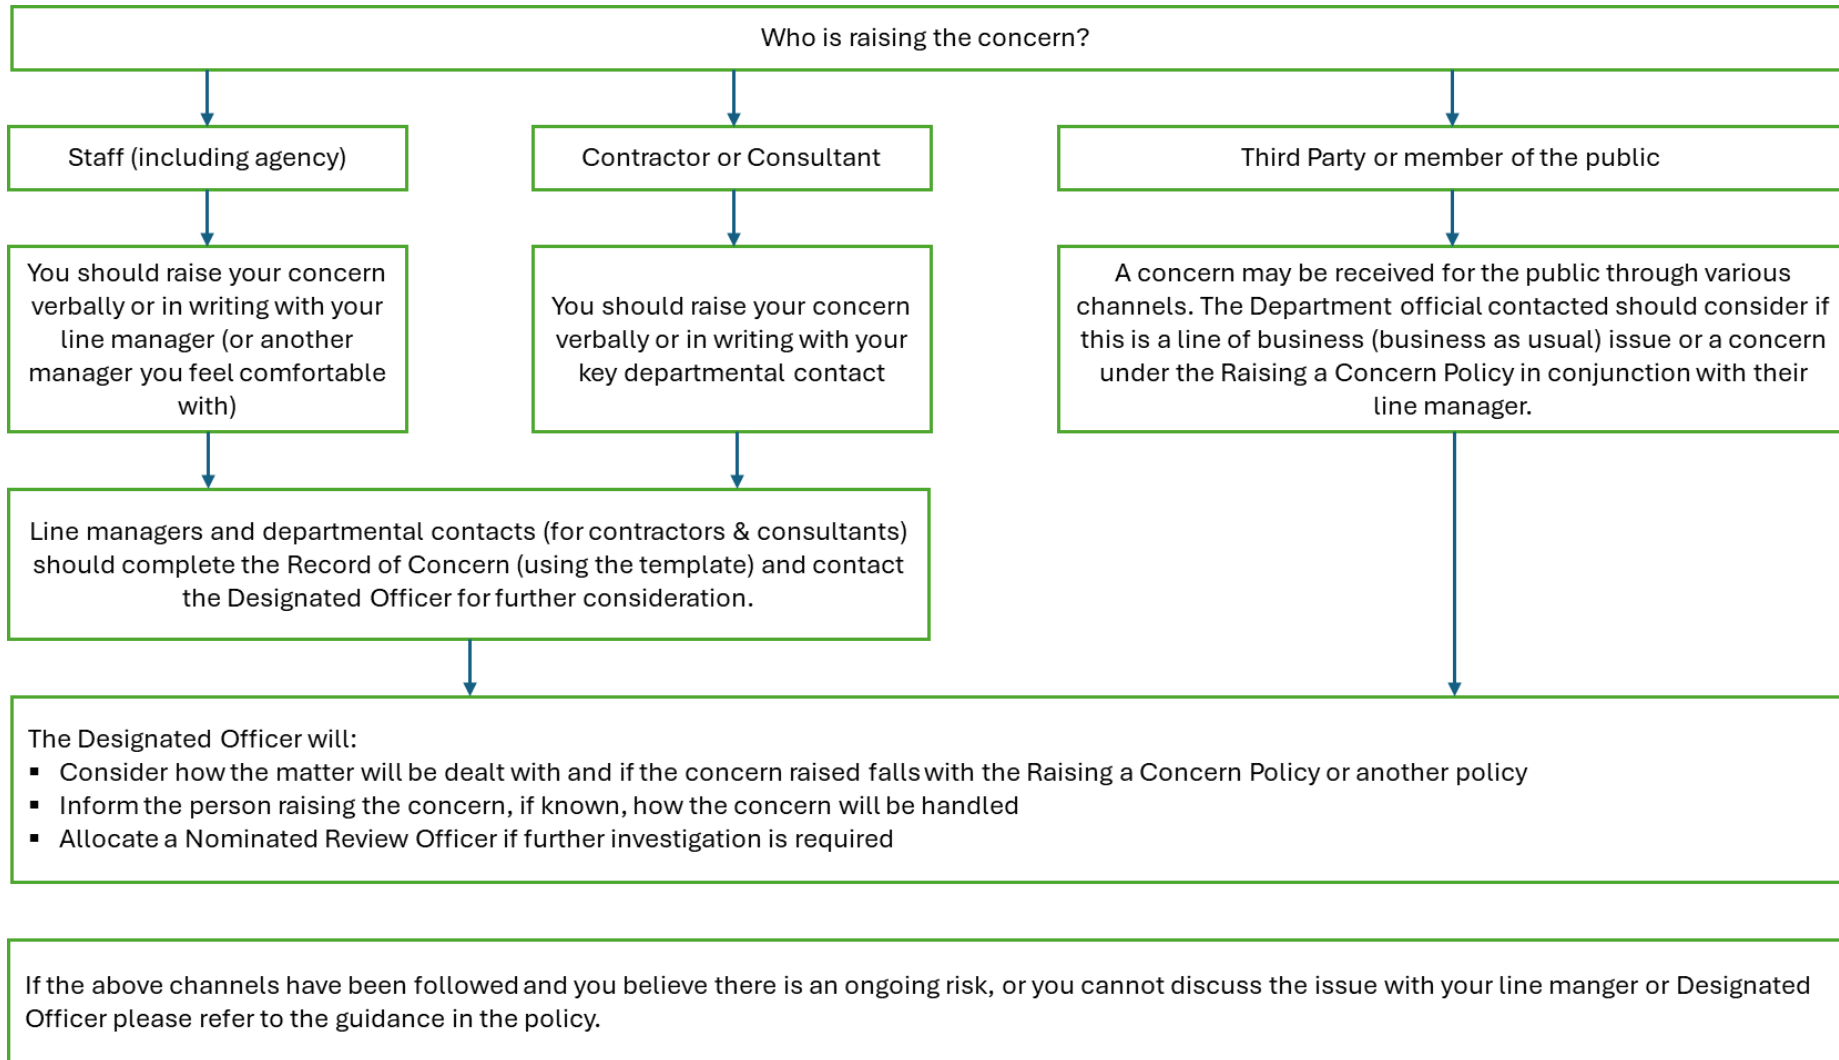 Who is raising the concern?
Staff (including agency)
Contractor or Consultant
Third Party or member of the public
You should raise your concern
verbally or in writing with your
line manager (or another
manager you feel comfortable
with)
You should raise your concern
verbally or in writing with your
key departmental contact
A concern may be received for the public through various
channels. The Department official contacted should consider if
this is a line of business (business as usual) issue or a concern
under the Raising a Concern Policy in conjunction with their
line manager.
Line managers and departmental contacts (for contractors & consultants)
should complete the Record of Concern (using the template) and contact
the Designated Officer for further consideration.
The Designated Officer will:
▪ Consider how the matter will be dealt with and if the concern raised falls with the Raising a Concern Policy or another policy
▪ Inform the person raising the concern, if known, how the concern will be handled
▪ Allocate a Nominated Review Officer if further investigation is required
If the above channels have been followed and you believe there is an ongoing risk, or you cannot discuss the issue with your line manger or Designated
Officer please refer to the guidance in the policy.